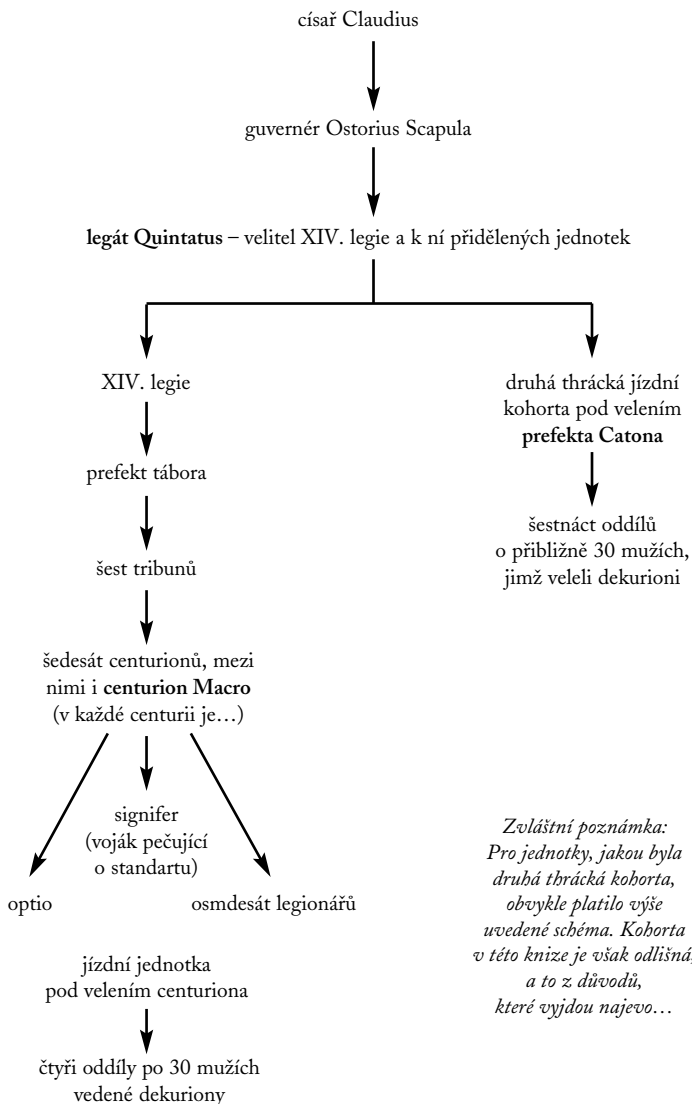 císař Claudius
guvernér Ostorius Scapula
legát Quintatus – velitel XIV. legie a k ní přidělených jednotek
XIV. legie
prefekt tábora
šest tribunů
šedesát centurionů, mezi
nimi i centurion Macro
(v každé centurii je…)
signifer
(voják pečující
o standartu)
optio
osmdesát legionářů
jízdní jednotka
pod velením centuriona
čtyři oddíly po 30 mužích
vedené dekuriony
druhá thrácká jízdní
kohorta pod velením
prefekta Catona
šestnáct oddílů
o přibližně 30 mužích,
jimž veleli dekurioni
Zvláštní poznámka:
Pro jednotky, jakou byla
druhá thrácká kohorta,
obvykle platilo výše
uvedené schéma. Kohorta
v této knize je však odlišná,
a to z důvodů,
které vyjdou najevo…